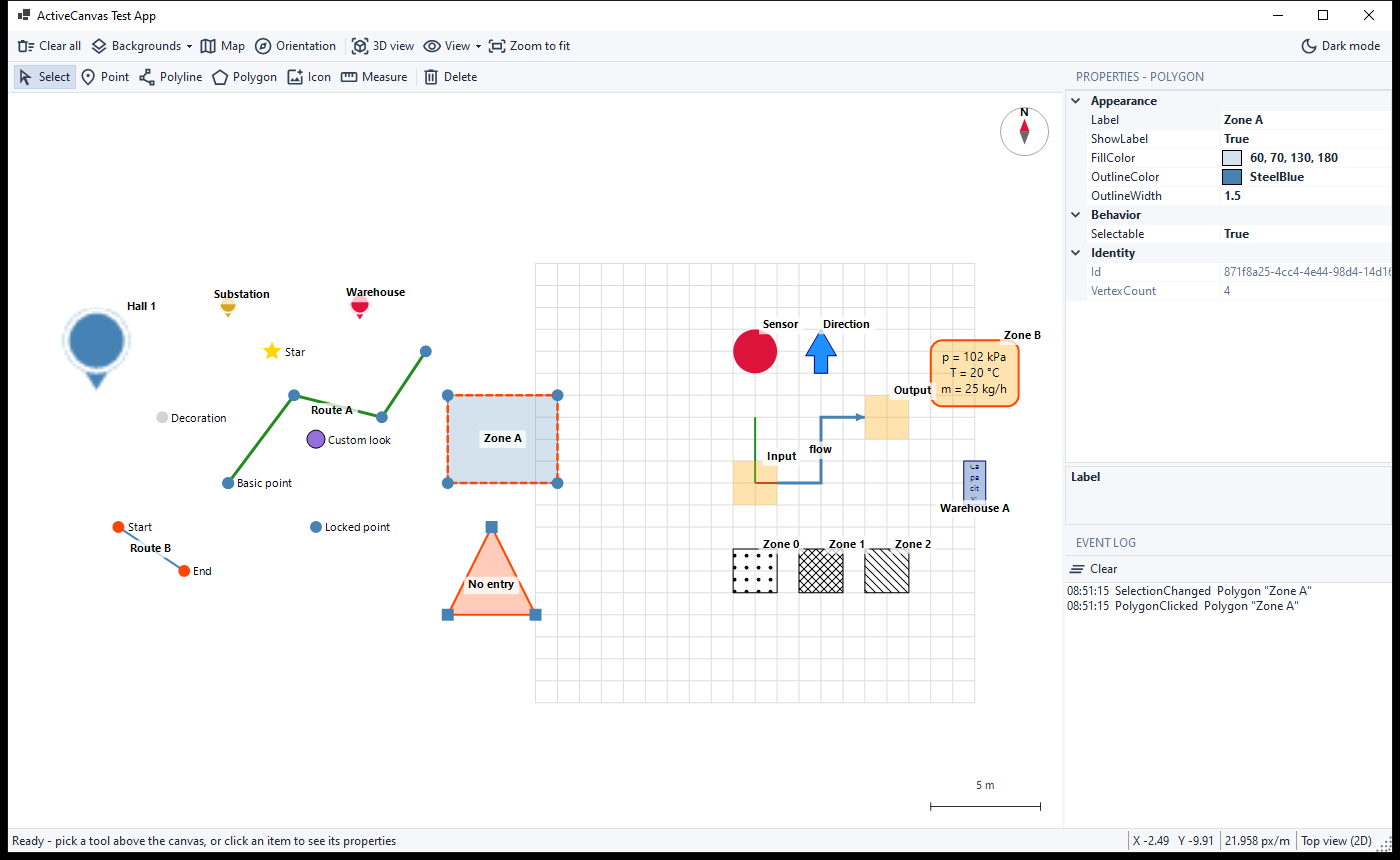 ActiveCanvas Test App
Clear all Backgrounds Map Orientation 3D view View Zoom to fit Dark mode
Select Point Polyline Polygon Icon Measure Delete
PROPERTIES - POLYGON
Appearance
Label Zone A
ShowLabel True
FillColor 60, 70, 130, 180
OutlineColor SteelBlue
OutlineWidth 1.5
Behavior
Selectable True
Identity
Id 871f8a25-4cc4-4e44-98d4-14d16
VertexCount 4
Label
EVENT LOG
Clear
08:51:15 SelectionChanged Polygon "Zone A"
08:51:15 PolygonClicked Polygon "Zone A"
N
Hall 1
Substation
Warehouse
Star
Decoration
Route A
Custom look
Basic point
Start
Route B
End
Locked point
Zone A
No entry
Sensor
Direction
Zone B
p = 102 kPa
T = 20 °C
m = 25 kg/h
Output
Input
flow
pa
cit
Warehouse A
Zone 0
Zone 1
Zone 2
5 m
Ready - pick a tool above the canvas, or click an item to see its properties
X -2.49 Y -9.91 21.958 px/m Top view (2D)